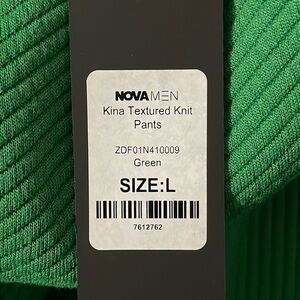 NOVAMEN
Kina Textured Knit
Pants
ZDF01N410009
Green
SIZE:L
7612762